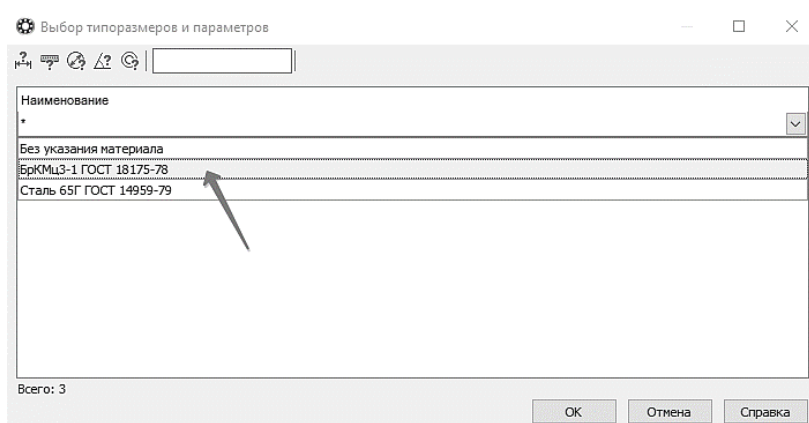 Выбор типоразмеров и параметров
Наименование
*
Без указания материала
БрКМц3-1 ГОСТ 18175-78
Сталь 65Г ГОСТ 14959-79
Всего: 3
ОК Отмена Справка